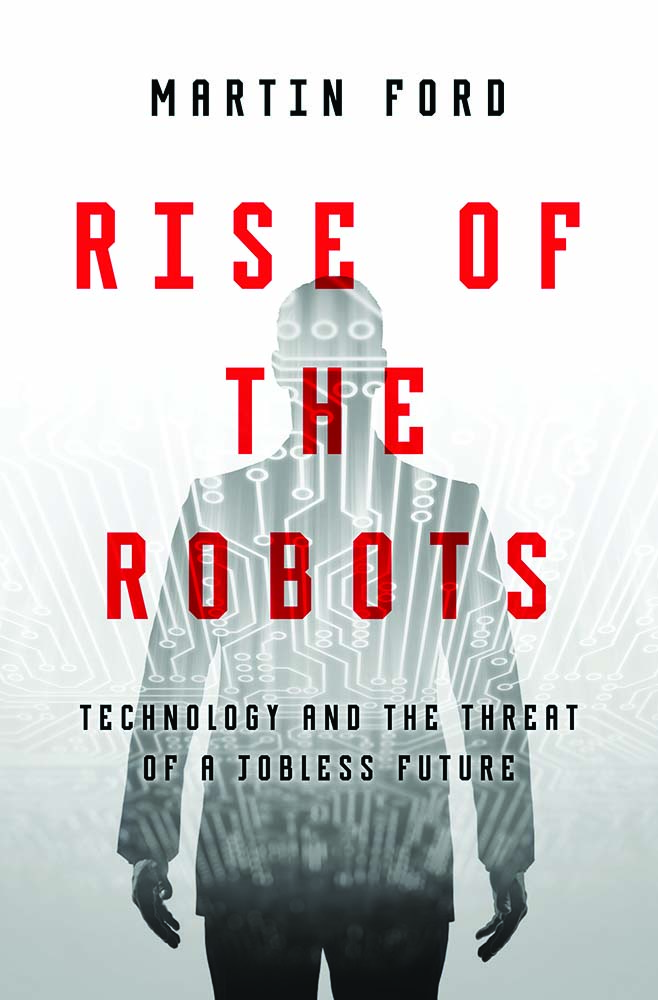 MARTIN FORD
RISE OF
THE
ROBOTS
TECHNOLOGY AND THE THREAT
OF A JOBLESS FUTURE